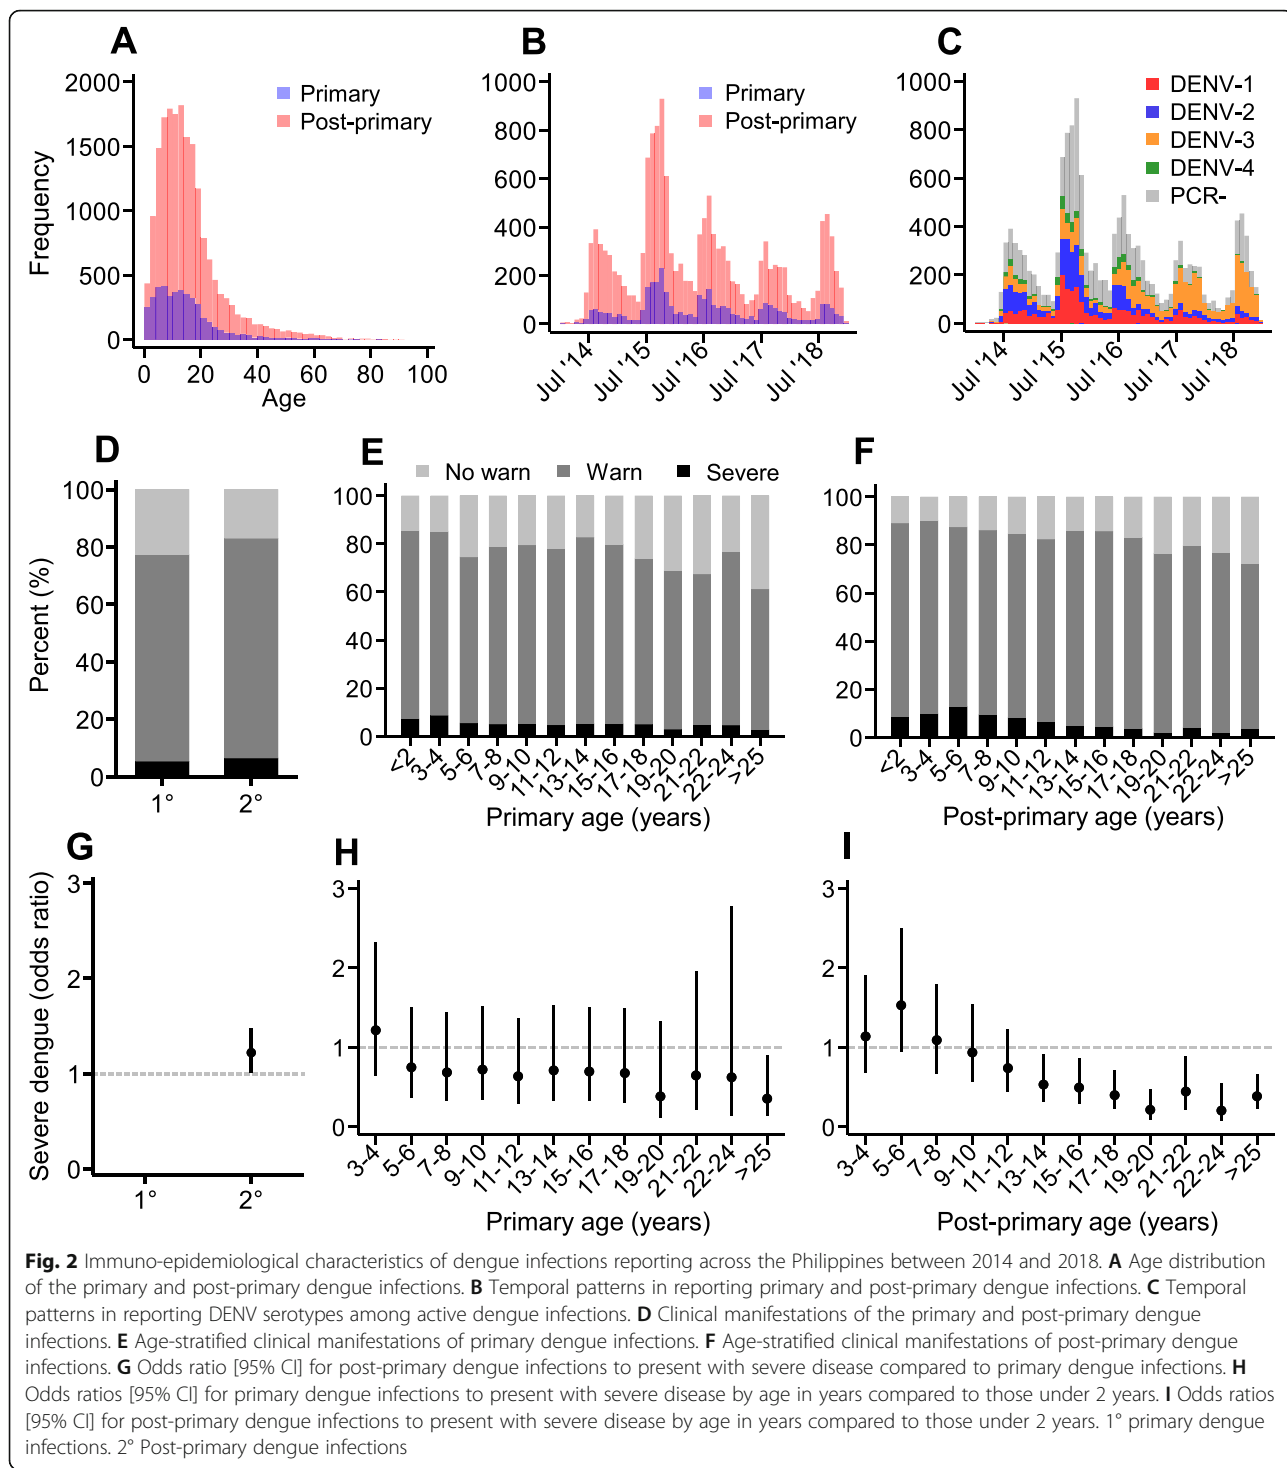 A
2000
1500
1000
500
0
Frequency
Primary
Post-primary
0 20 40 60 80 100
Age
B
1000
800
600
400
200
0
Primary
Post-primary
Jul '14
Jul '15
Jul '16
Jul '17
Jul '18
C
1000
800
600
400
200
0
DENV-1
DENV-2
DENV-3
DENV-4
PCR-
Jul '14
Jul '15
Jul '16
Jul '17
Jul '18
D
100
80
60
40
20
0
Percent (%)
1° 2°
E
No warn Warn Severe
100
80
60
40
20
0
<2
3-4
5-6
7-8
9-10
11-12
13-14
15-16
17-18
19-20
21-22
22-24
>25
Primary age (years)
F
100
80
60
40
20
0
<2
3-4
5-6
7-8
9-10
11-12
13-14
15-16
17-18
19-20
21-22
22-24
>25
Post-primary age (years)
G
3
2
1
0
Severe dengue (odds ratio)
1° 2°
H
3
2
1
0
3-4
5-6
7-8
9-10
11-12
13-14
15-16
17-18
19-20
21-22
22-24
>25
Primary age (years)
I
3
2
1
0
3-4
5-6
7-8
9-10
11-12
13-14
15-16
17-18
19-20
21-22
22-24
>25
Post-primary age (years)
Fig. 2 Immuno-epidemiological characteristics of dengue infections reporting across the Philippines between 2014 and 2018. A Age distribution
of the primary and post-primary dengue infections. B Temporal patterns in reporting primary and post-primary dengue infections. C Temporal
patterns in reporting DENV serotypes among active dengue infections. D Clinical manifestations of the primary and post-primary dengue
infections. E Age-stratified clinical manifestations of primary dengue infections. F Age-stratified clinical manifestations of post-primary dengue
infections. G Odds ratio [95% CI] for post-primary dengue infections to present with severe disease compared to primary dengue infections. H
Odds ratios [95% CI] for primary dengue infections to present with severe disease by age in years compared to those under 2 years. I Odds ratios
[95% CI] for post-primary dengue infections to present with severe disease by age in years compared to those under 2 years. 1° primary dengue
infections. 2° Post-primary dengue infections